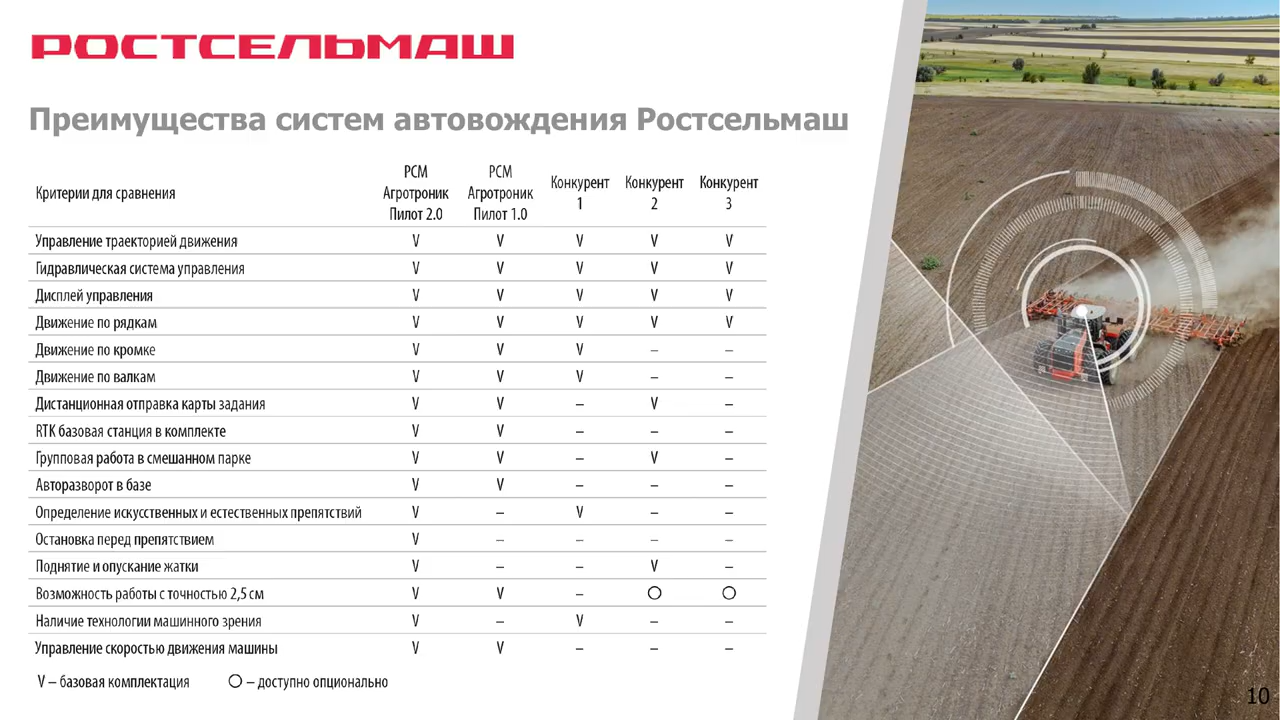 РОСТСЕЛЬМАШ
Преимущества систем автовождения Ростсельмаш
Критерии для сравнения РСМ Агротроник Пилот 2.0 РСМ Агротроник Пилот 1.0 Конкурент 1 Конкурент 2 Конкурент 3
Управление траекторией движения V V V V V
Гидравлическая система управления V V V V V
Дисплей управления V V V V V
Движение по рядкам V V V V V
Движение по кромке V V V – –
Движение по валкам V V V – –
Дистанционная отправка карты задания V V – V –
RTK базовая станция в комплекте V V – – –
Групповая работа в смешанном парке V V – V –
Авторазворот в базе V V – – –
Определение искусственных и естественных препятствий V – V – –
Остановка перед препятствием V – – – –
Поднятие и опускание жатки V – – V –
Возможность работы с точностью 2,5 см V V – O O
Наличие технологии машинного зрения V – V – –
Управление скоростью движения машины V V – – –
V – базовая комплектация O – доступно опционально
10